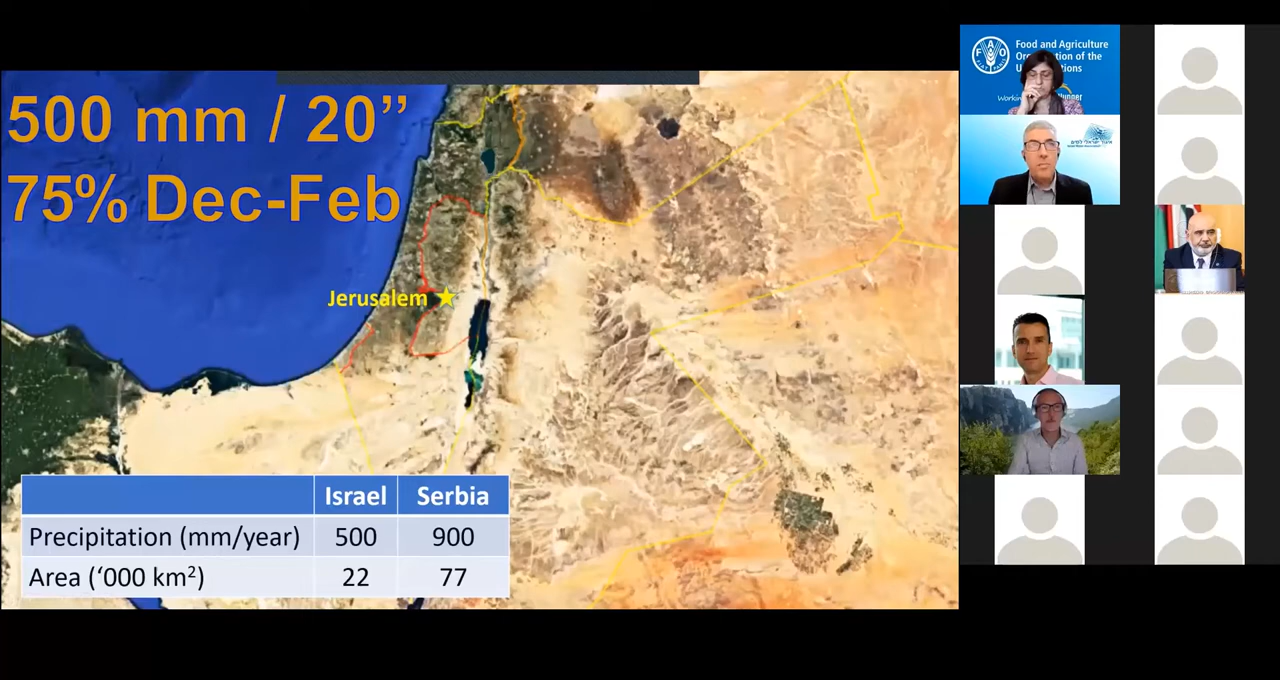 500 mm / 20”
75% Dec-Feb
Jerusalem
Israel Serbia
Precipitation (mm/year) 500 900
Area (‘000 km²) 22 77
FAO
Food and Agriculture
Organization of the
Nations